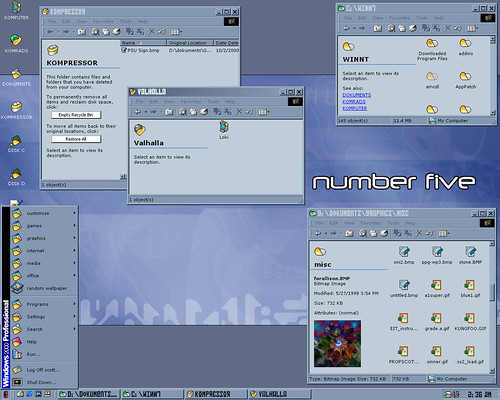 KOMPUTER
KOMRADS
DOKUMENTS
KOMPRESSOR
DISK C
DISK D
KOMPRESSOR
File Edit View Favorites Tools Help
Name
Original Location
Date Dele
PSU Sign.bmp
D:\dokuments\G...
10/2/2000
KOMPRESSOR
This folder contains files and
folders that you have deleted
from your computer.
To permanently remove all
items and reclaim disk space,
click:
Empty Recycle Bin
To move all items back to their
original locations, click:
Restore All
Select an item to view its
description.
1 object(s)
VALHALLA
File Edit View Favorites Tools Help
Valhalla
Select an item to view its
description.
Loki
1 object(s)
C:\WINNT
File Edit View Favorites Tools Help
WINNT
Select an item to view its
description.
See also:
DOKUMENTS
KOMRADS
KOMPUTER
Downloaded
Program Files
addins
amcdl
AppPatch
145 object(s)
11.4 MB
My Computer
number five
D:\DOKUMENTS\GRAPHICS\MISC
File Edit View Favorites Tools Help
misc
forallison.BMP
Bitmap Image
Modified: 5/27/1998 3:54 PM
Size: 732 KB
Attributes: (normal)
oni2.bmp
ppg-wp3.bmp
stone.BMP
untitled.bmp
a1super.gif
blue1.gif
EIT_instru...
grade.a.gif
KUNGFOO.GIF
PROPSCOT...
sinner.gif
ss2_load.gif
Type: Bitmap Image Size: 732 KB
732 KB
My Computer
customize
games
graphics
internet
media
office
random wallpaper
Programs
Settings
Search
Help
Run...
Log Off scott...
Shut Down...
Windows 2000 Professional
D:\DOKUMENTS...
C:\WINNT
KOMPRESSOR
VALHALLA
2:36 AM